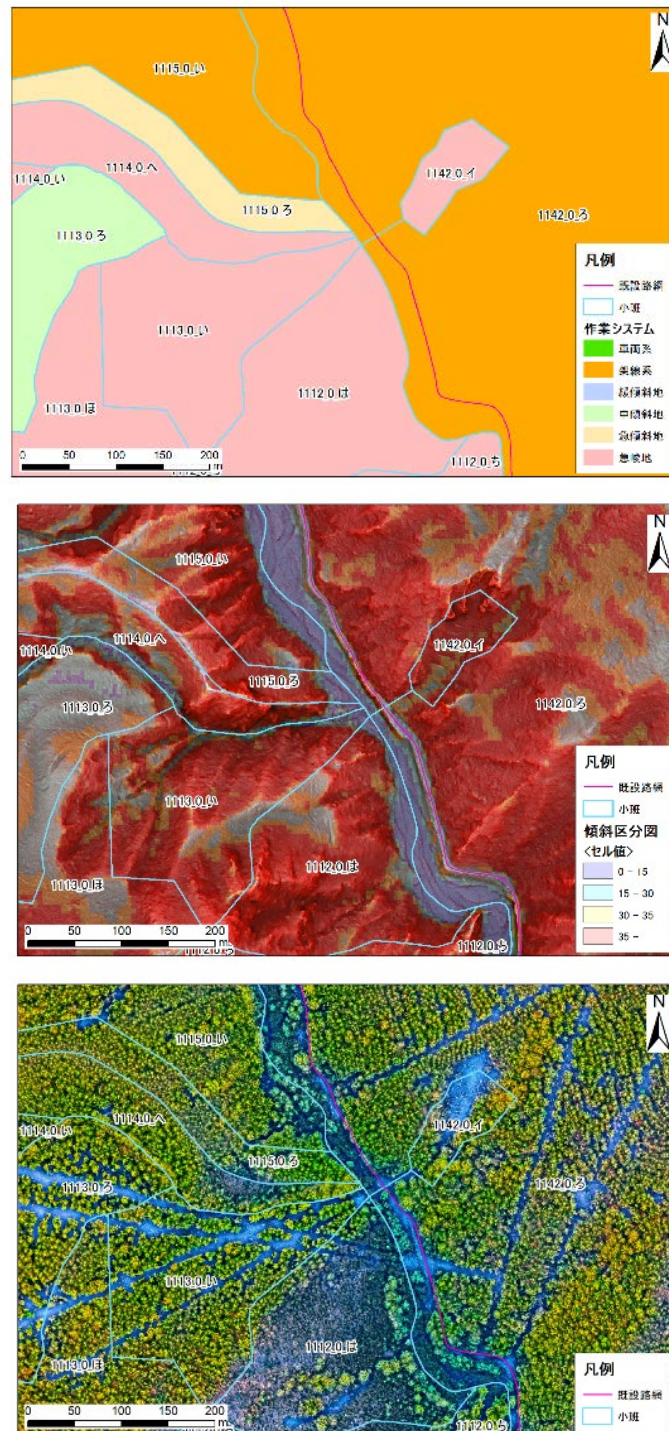 N
1115_0_い
1114_0_へ
1114_0_い
1142_0_イ
1115_0_ろ
1142_0_ろ
1113_0_ろ
1113_0_い
1112_0_は
1113_0_ほ
1112_0_ち
0 50 100 150 200 m
凡例
既設路網
小班
作業システム
車両系
架線系
緩傾斜地
中傾斜地
急傾斜地
急峻地
N
1115_0_い
1114_0_へ
1114_0_い
1142_0_イ
1115_0_ろ
1142_0_ろ
1113_0_ろ
1113_0_い
1112_0_は
1113_0_ほ
1112_0_ち
0 50 100 150 200 m
凡例
既設路網
小班
傾斜区分図
<セル値>
0 - 15
15 - 30
30 - 35
35 -
N
1115_0_い
1114_0_へ
1114_0_い
1142_0_イ
1115_0_ろ
1113_0_ろ
1142_0_ろ
1113_0_い
1112_0_は
1113_0_ほ
1112_0_ち
0 50 100 150 200 m
凡例
既設路網
小班